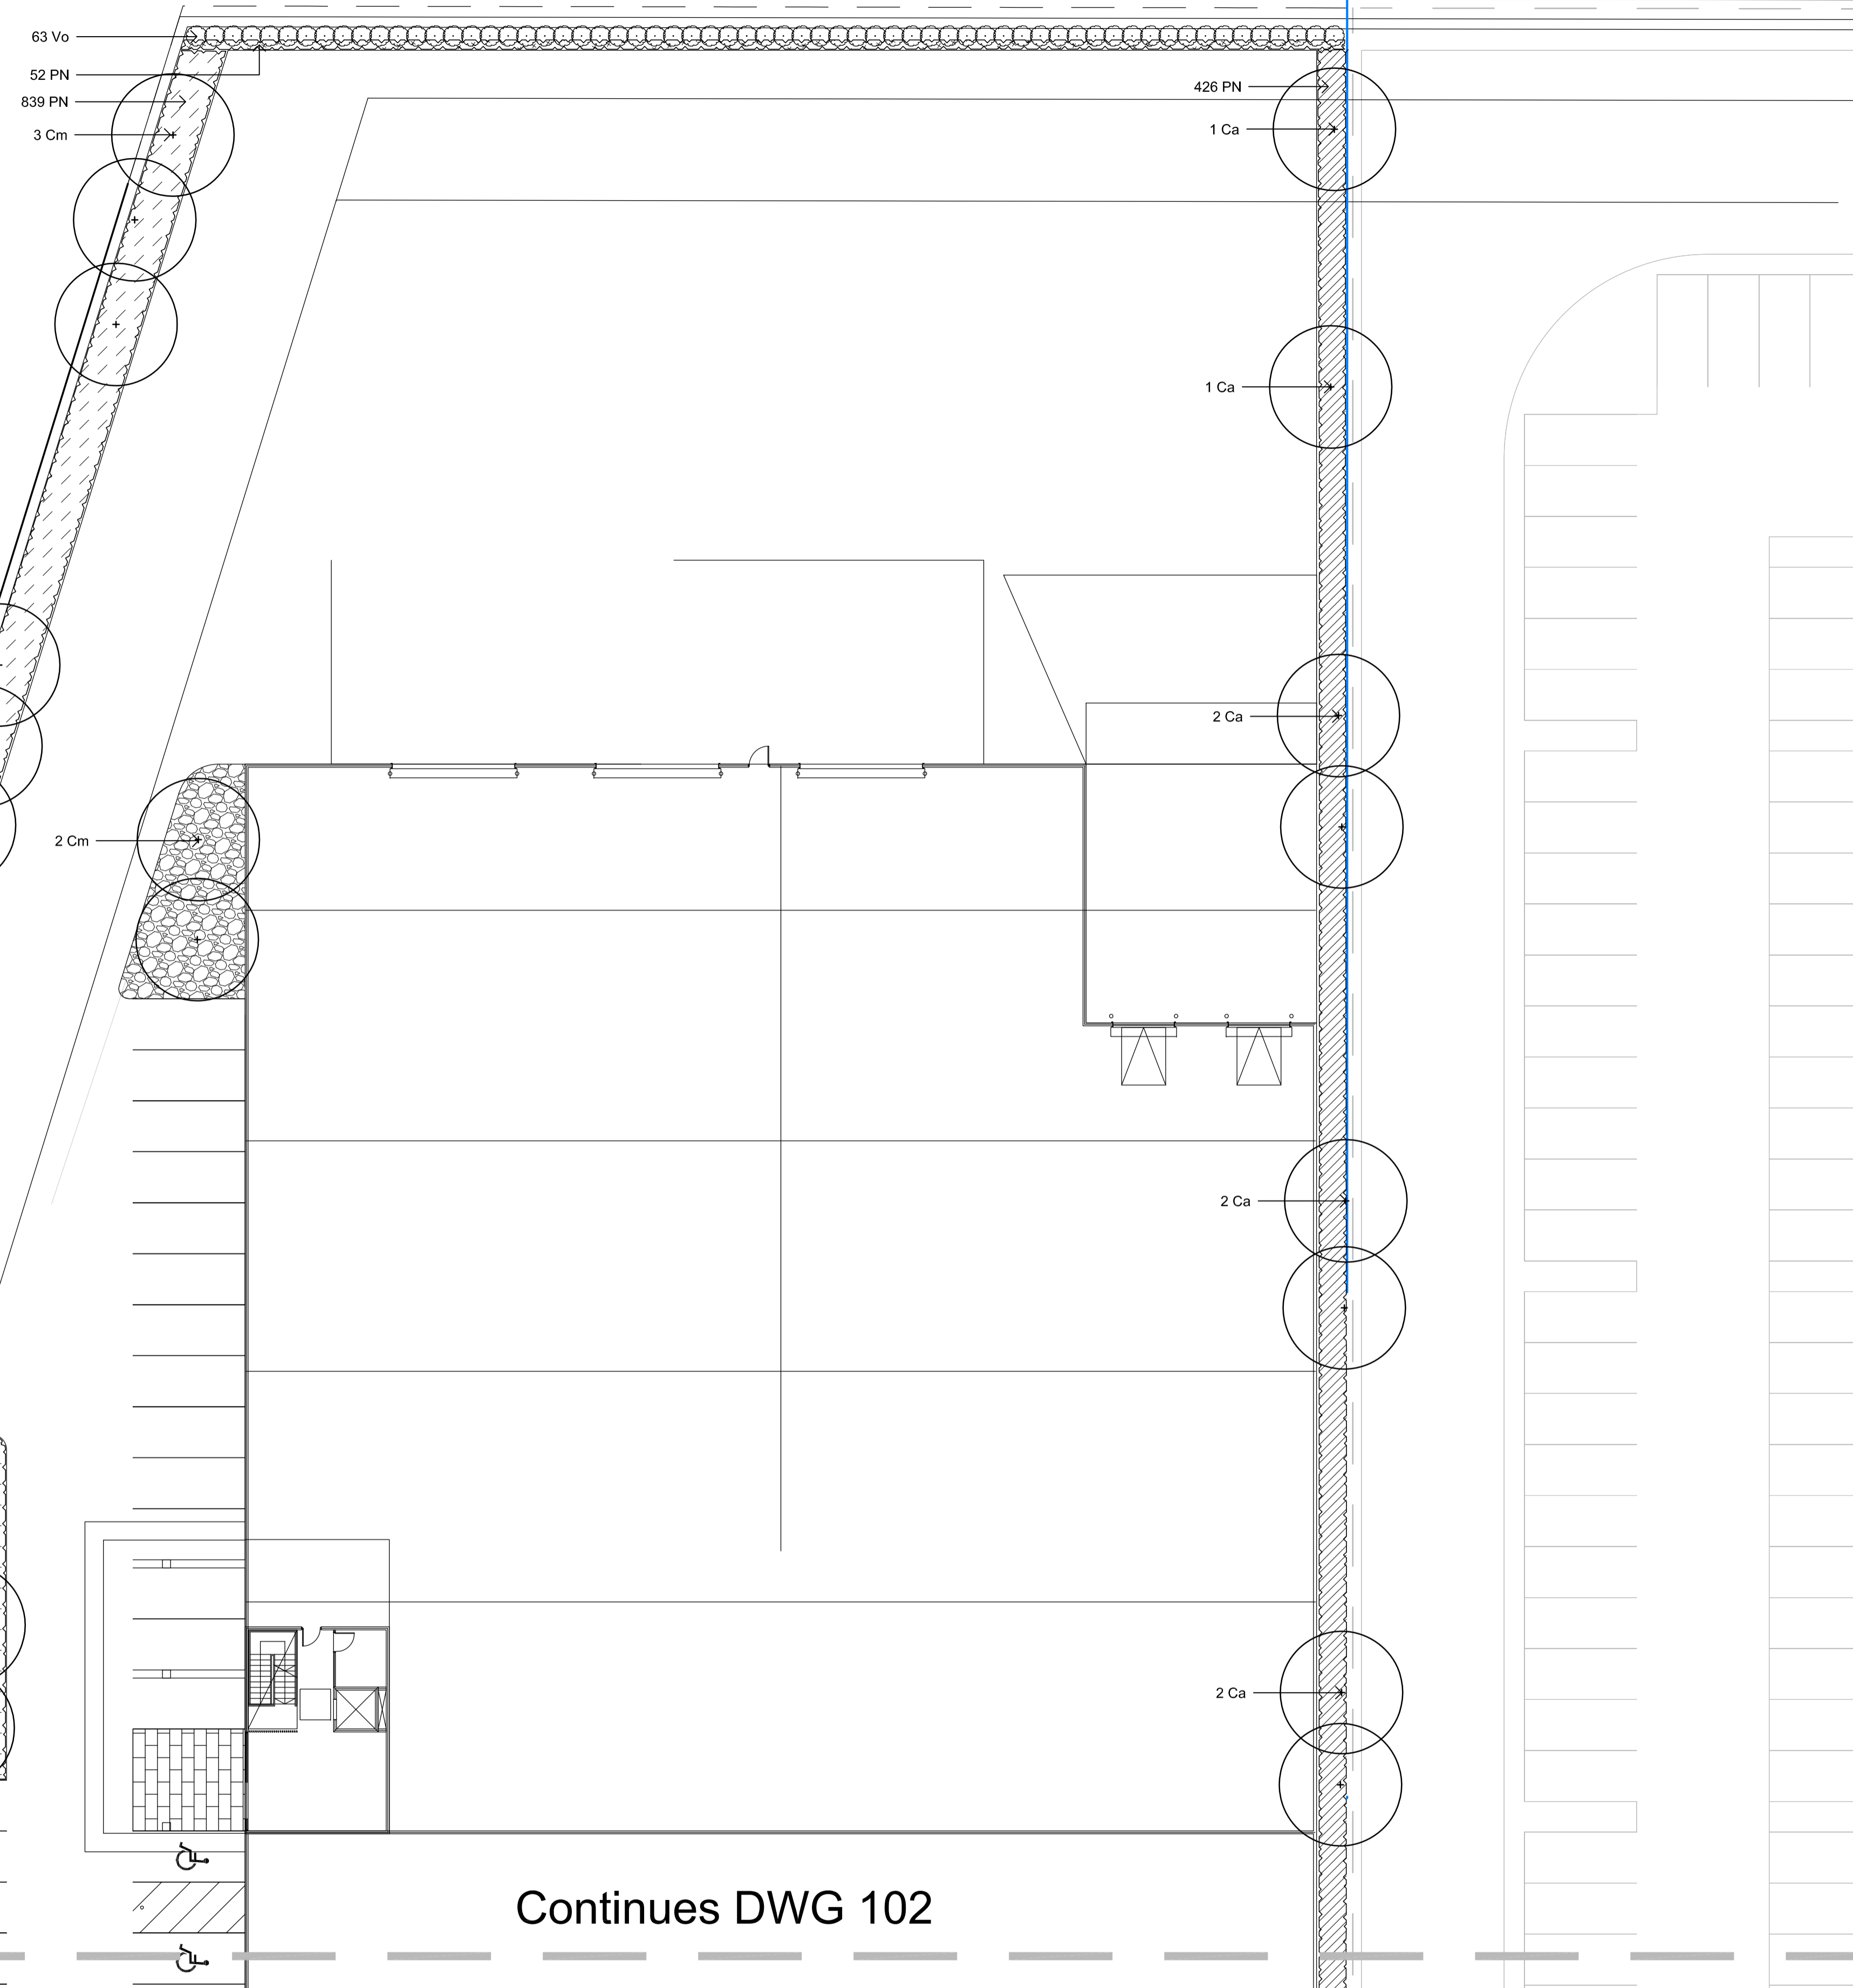 63 Vo
52 PN
839 PN
3 Cm
426 PN
1 Ca
1 Ca
2 Ca
2 Cm
2 Ca
2 Ca
Continues DWG 102